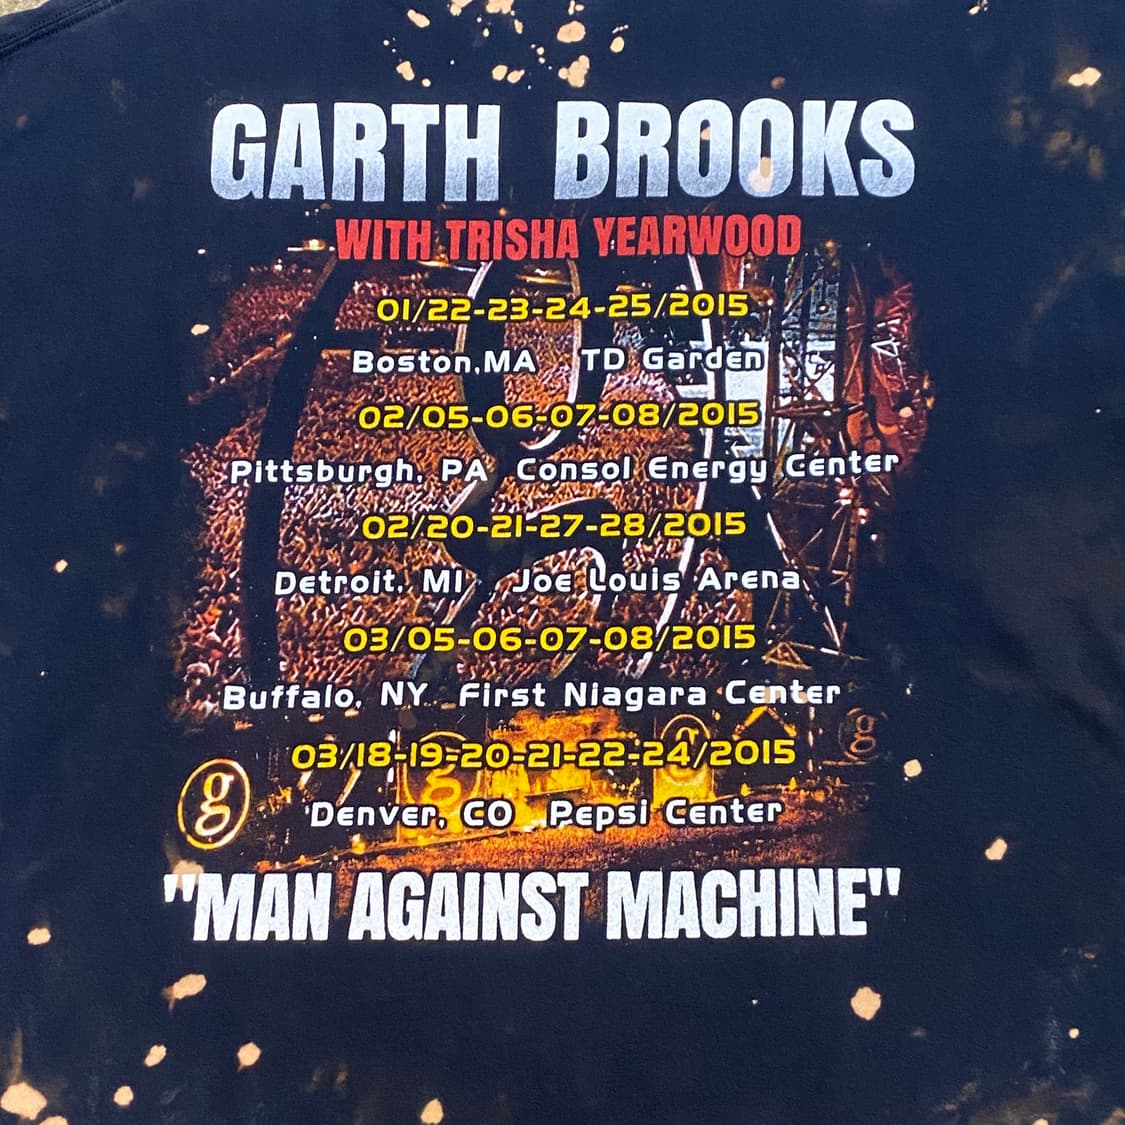 GARTH BROOKS
WITH TRISHA YEARWOOD
01/22-23-24-25/2015
Boston,MA TD Garden
02/05-06-07-08/2015
Pittsburgh, PA Consol Energy Center
02/20-21-27-28/2015
Detroit, MI Joe Louis Arena
03/05-06-07-08/2015
Buffalo, NY First Niagara Center
03/18-19-20-21-22-24/2015
Denver, CO Pepsi Center
g
g
g
g
"MAN AGAINST MACHINE"